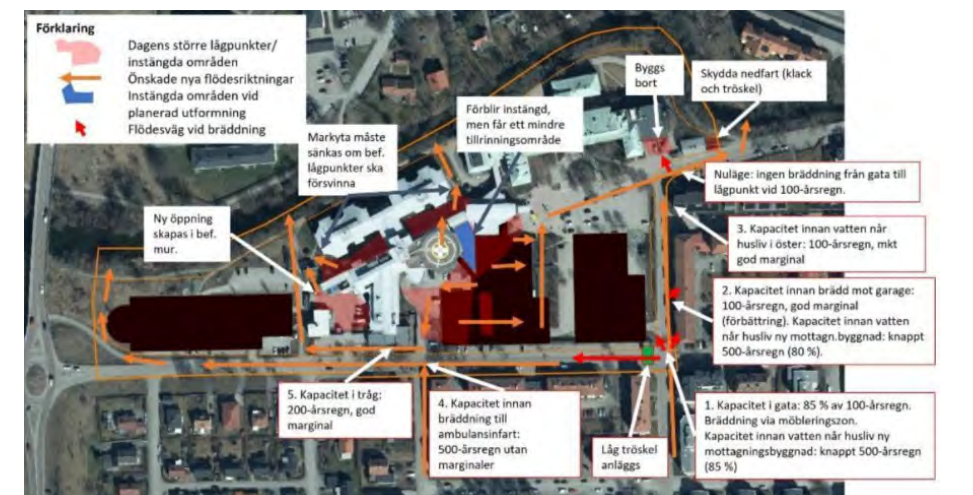 Förklaring
Dagens större lågpunkter/
instängda områden
Önskade nya flödesriktningar
Instängda områden vid
planerad utformning
Flödesväg vid bräddning
Byggs
bort
Skydda nedfart (klack
och tröskel)
Markyta måste
sänkas om bef.
lågpunkter ska
försvinna
Förblir instängd,
men får ett mindre
tillrinningsområde
Nuläge: ingen bräddning från gata till
lågpunkt vid 100-årsregn.
Ny öppning
skapas i bef.
mur.
3. Kapacitet innan vatten når
husliv i öster: 100-årsregn, mkt
god marginal
2. Kapacitet innan brädd mot garage:
100-årsregn, god marginal
(förbättring). Kapacitet innan vatten
når husliv ny mottagn.byggnad: knappt
500-årsregn (80 %).
5. Kapacitet i tråg:
200-årsregn, god
marginal
4. Kapacitet innan
bräddning till
ambulansinfart:
500-årsregn utan
marginaler
Låg tröskel
anläggs
1. Kapacitet i gata: 85 % av 100-årsregn.
Bräddning via möbleringszon.
Kapacitet innan vatten når husliv ny
mottagningsbyggnad: knappt 500-årsregn
(85 %)